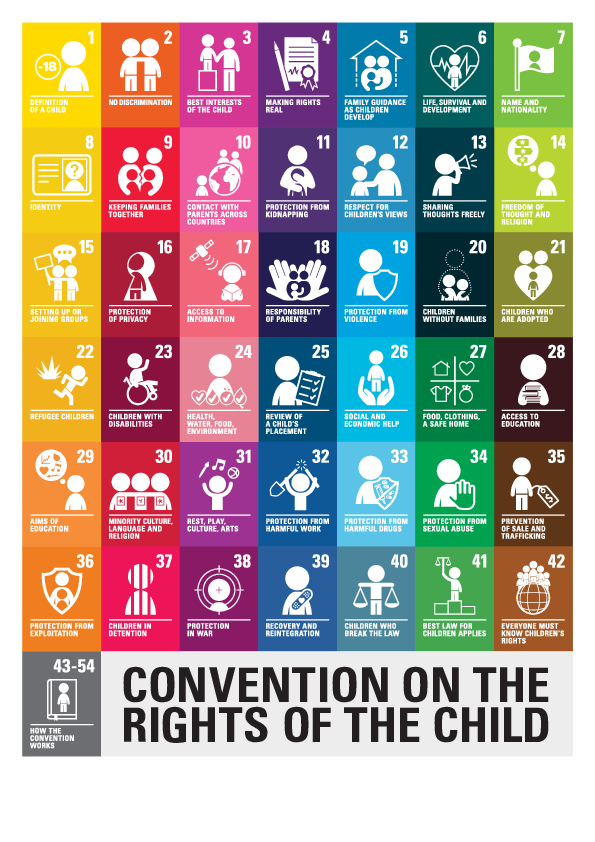 1
-18
DEFINITION
OF A CHILD
2
NO DISCRIMINATION
3
BEST INTERESTS
OF THE CHILD
4
MAKING RIGHTS
REAL
5
FAMILY GUIDANCE
AS CHILDREN
DEVELOP
6
LIFE, SURVIVAL AND
DEVELOPMENT
7
NAME AND
NATIONALITY
8
?
IDENTITY
9
KEEPING FAMILIES
TOGETHER
10
CONTACT WITH
PARENTS ACROSS
COUNTRIES
11
PROTECTION FROM
KIDNAPPING
12
RESPECT FOR
CHILDREN'S VIEWS
13
SHARING
THOUGHTS FREELY
14
FREEDOM OF
THOUGHT AND
RELIGION
15
SETTING UP OR
JOINING GROUPS
16
PROTECTION
OF PRIVACY
17
ACCESS TO
INFORMATION
18
RESPONSIBILITY
OF PARENTS
19
PROTECTION FROM
VIOLENCE
20
CHILDREN
WITHOUT FAMILIES
21
CHILDREN WHO
ARE ADOPTED
22
REFUGEE CHILDREN
23
CHILDREN WITH
DISABILITIES
24
HEALTH,
WATER, FOOD,
ENVIRONMENT
25
REVIEW OF
A CHILD'S
PLACEMENT
26
SOCIAL AND
ECONOMIC HELP
27
FOOD, CLOTHING,
A SAFE HOME
28
ACCESS TO
EDUCATION
29
AIMS OF
EDUCATION
30
MINORITY CULTURE,
LANGUAGE AND
RELIGION
31
REST, PLAY,
CULTURE, ARTS
32
PROTECTION FROM
HARMFUL WORK
33
PROTECTION FROM
HARMFUL DRUGS
34
PROTECTION FROM
SEXUAL ABUSE
35
PREVENTION
OF SALE AND
TRAFFICKING
36
PROTECTION FROM
EXPLOITATION
37
CHILDREN IN
DETENTION
38
PROTECTION
IN WAR
39
RECOVERY AND
REINTEGRATION
40
CHILDREN WHO
BREAK THE LAW
41
BEST LAW FOR
CHILDREN APPLIES
42
EVERYONE MUST
KNOW CHILDREN'S
RIGHTS
43-54
HOW THE
CONVENTION
WORKS
CONVENTION ON THE
RIGHTS OF THE CHILD